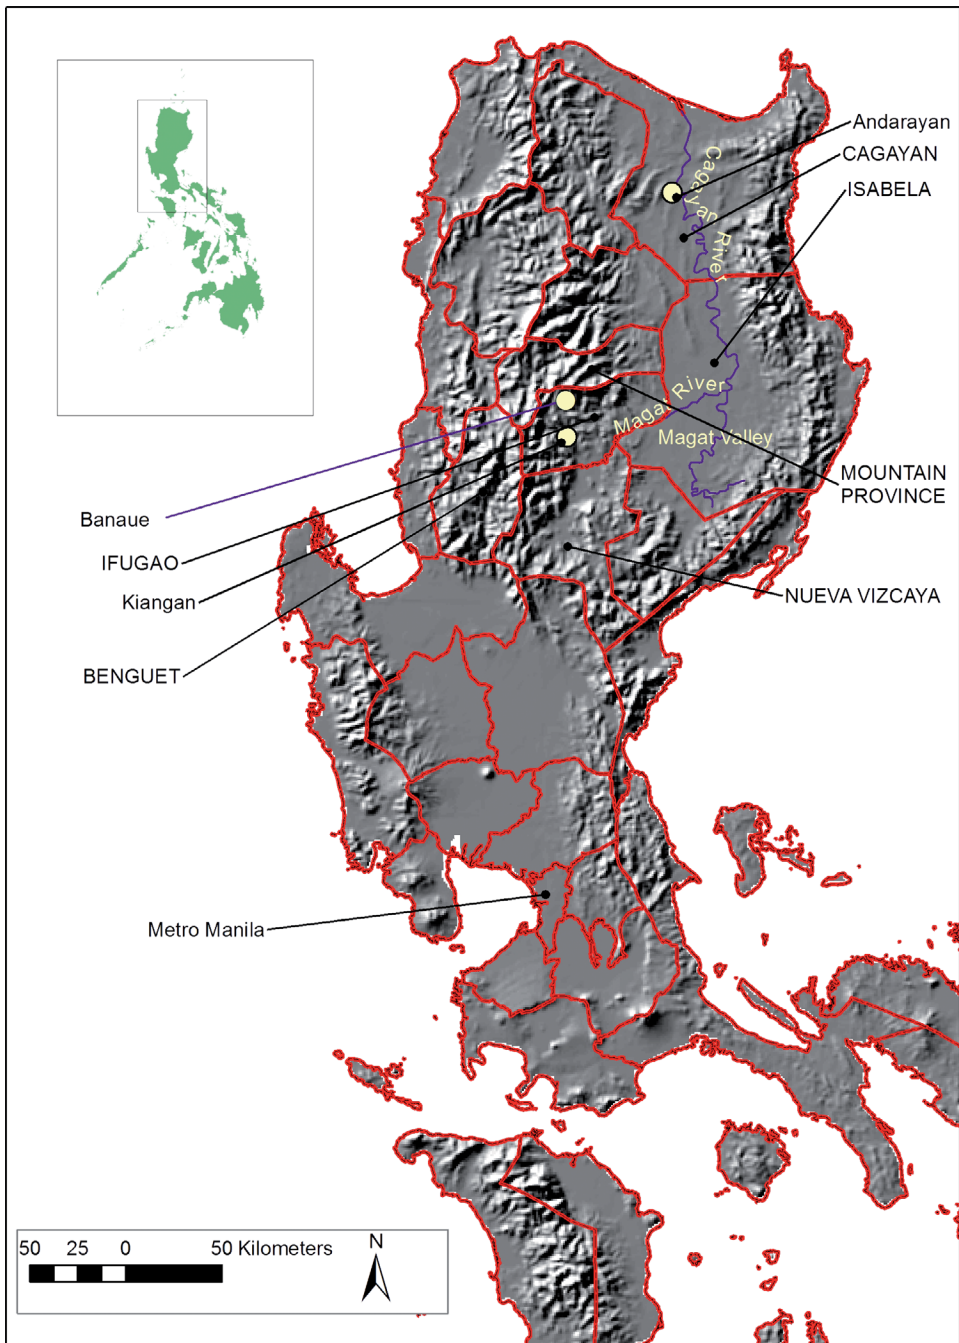 Andarayan
CAGAYAN
ISABELA
Cagayan River
Magat River
Magat Valley
MOUNTAIN
PROVINCE
Banaue
IFUGAO
Kiangan
NUEVA VIZCAYA
BENGUET
Metro Manila
50 25 0 50 Kilometers
N